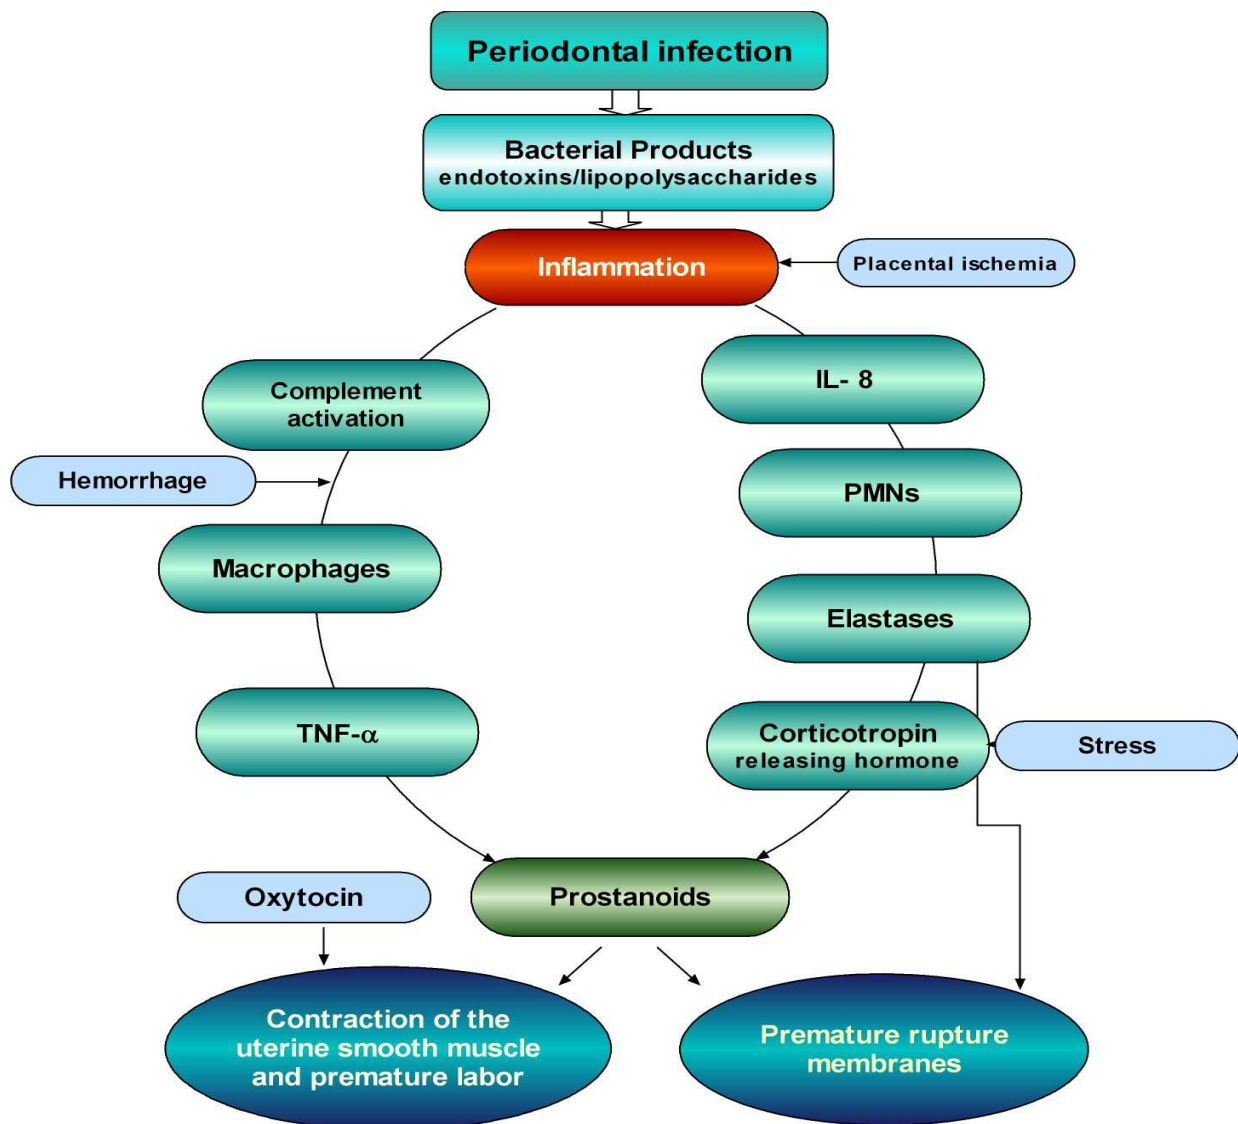 Periodontal infection
Bacterial Products
endotoxins/lipopolysaccharides
Inflammation
Placental ischemia
Complement
activation
IL- 8
Hemorrhage
PMNs
Macrophages
Elastases
TNF-α
Corticotropin
releasing hormone
Stress
Oxytocin
Prostanoids
Contraction of the
uterine smooth muscle
and premature labor
Premature rupture
membranes